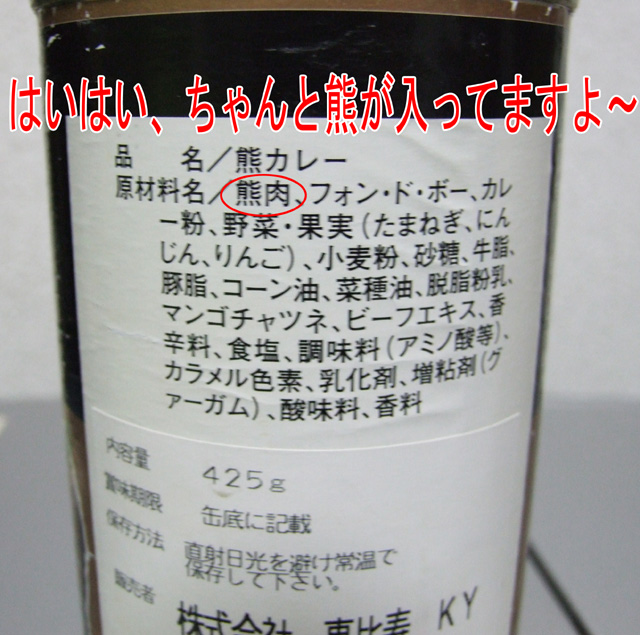 はいはい、ちゃんと熊が入ってますよ～
品　名／熊カレー
原材料名／熊肉、フォン・ド・ボー、カレ
ー粉、野菜・果実(たまねぎ、にん
じん、りんご)、小麦粉、砂糖、牛脂、
豚脂、コーン油、菜種油、脱脂粉乳、
マンゴチャツネ、ビーフエキス、香
辛料、食塩、調味料(アミノ酸等)、
カラメル色素、乳化剤、増粘剤(グ
ァーガム)、酸味料、香料
内容量　425g
賞味期限　缶底に記載
保存方法　直射日光を避け常温で
保存して下さい。
販売者　株式会社　恵比寿 KY